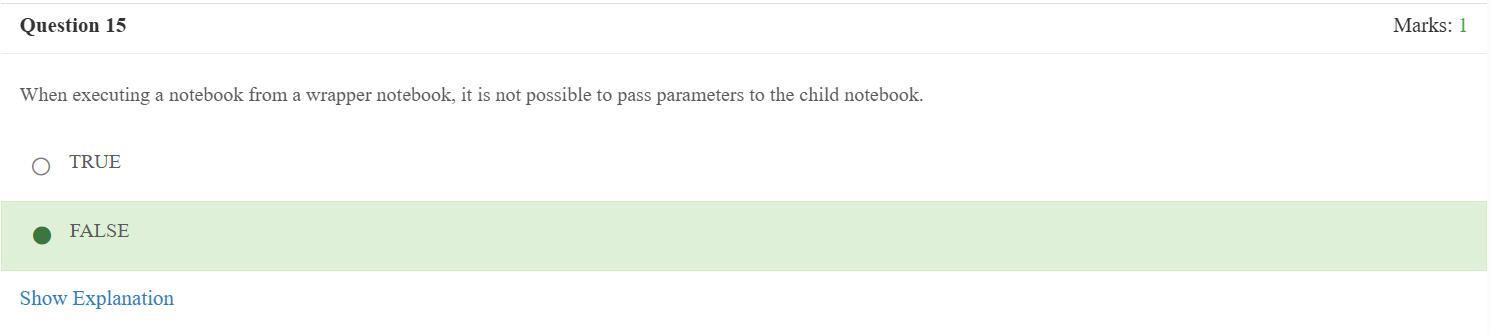 Question 15
Marks: 1
When executing a notebook from a wrapper notebook, it is not possible to pass parameters to the child notebook.
TRUE
FALSE
Show Explanation